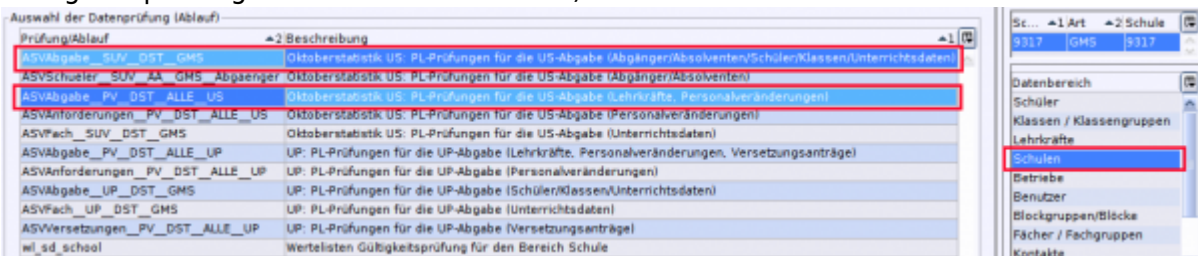 Auswahl der Datenprüfung (Ablauf)
Prüfung/Ablauf ▲2 Beschreibung ▲1
ASVAbgabe__SUV__DST__GMS Oktoberstatistik US: PL-Prüfungen für die US-Abgabe (Abgänger/Absolventen/Schüler/Klassen/Unterrichtsdaten)
ASVSchueler__SUV__AA__GMS__Abgaenger Oktoberstatistik US: PL-Prüfungen für die US-Abgabe (Abgänger/Absolventen)
ASVAbgabe__PV__DST__ALLE__US Oktoberstatistik US: PL-Prüfungen für die US-Abgabe (Lehrkräfte, Personalveränderungen)
ASVAnforderungen__PV__DST__ALLE__US Oktoberstatistik US: PL-Prüfungen für die US-Abgabe (Personalveränderungen)
ASVFach__SUV__DST__GMS Oktoberstatistik US: PL-Prüfungen für die US-Abgabe (Unterrichtsdaten)
ASVAbgabe__PV__DST__ALLE__UP UP: PL-Prüfungen für die UP-Abgabe (Lehrkräfte, Personalveränderungen, Versetzungsanträge)
ASVAnforderungen__PV__DST__ALLE__UP UP: PL-Prüfungen für die UP-Abgabe (Personalveränderungen)
ASVAbgabe__UP__DST__GMS UP: PL-Prüfungen für die UP-Abgabe (Schüler/Klassen/Unterrichtsdaten)
ASVFach__UP__DST__GMS UP: PL-Prüfungen für die UP-Abgabe (Unterrichtsdaten)
ASVVersetzungen__PV__DST__ALLE__UP UP: PL-Prüfungen für die UP-Abgabe (Versetzungsanträge)
wl_sd_school Wertelisten Gültigkeitsprüfung für den Bereich Schule
Sc... ▲1 Art ▲2 Schule
9317 GMS 9317
Datenbereich
Schüler
Klassen / Klassengruppen
Lehrkräfte
Schulen
Betriebe
Benutzer
Blockgruppen/Blöcke
Fächer / Fachgruppen
Kontakte